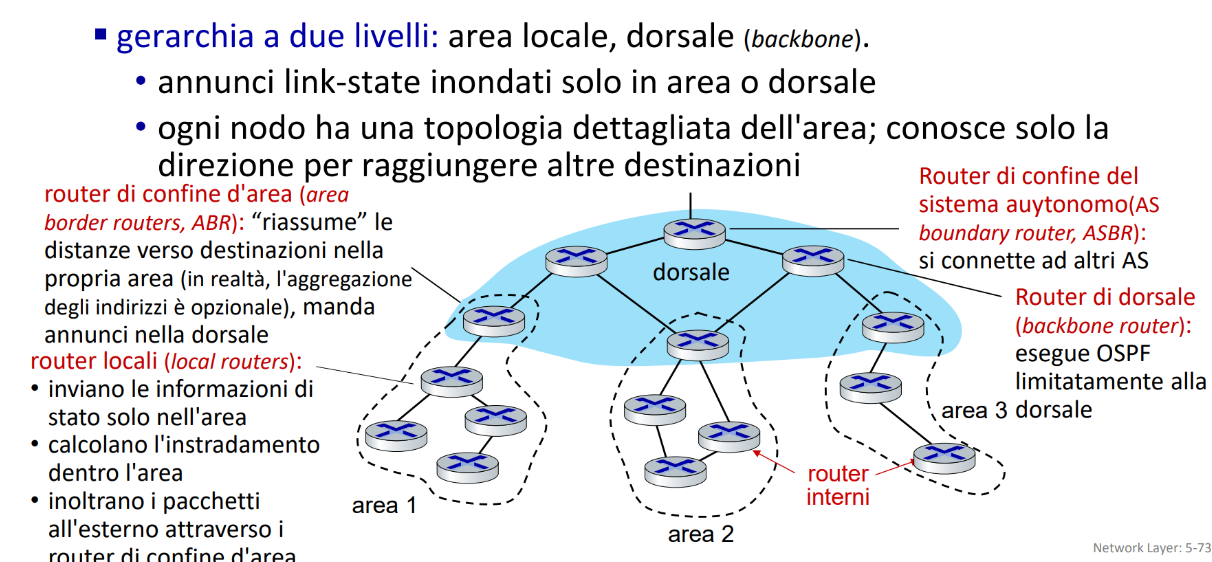 ▪ gerarchia a due livelli: area locale, dorsale (backbone).
• annunci link-state inondati solo in area o dorsale
• ogni nodo ha una topologia dettagliata dell'area; conosce solo la
direzione per raggiungere altre destinazioni
router di confine d'area (area
border routers, ABR): “riassume” le
distanze verso destinazioni nella
propria area (in realtà, l'aggregazione
degli indirizzi è opzionale), manda
annunci nella dorsale
router locali (local routers):
• inviano le informazioni di
stato solo nell'area
• calcolano l'instradamento
dentro l'area
• inoltrano i pacchetti
all'esterno attraverso i
router di confine d'area
dorsale
Router di confine del
sistema auytonomo(AS
boundary router, ASBR):
si connette ad altri AS
Router di dorsale
(backbone router):
esegue OSPF
limitatamente alla
dorsale
area 3
router
interni
area 1
area 2
Network Layer: 5-73